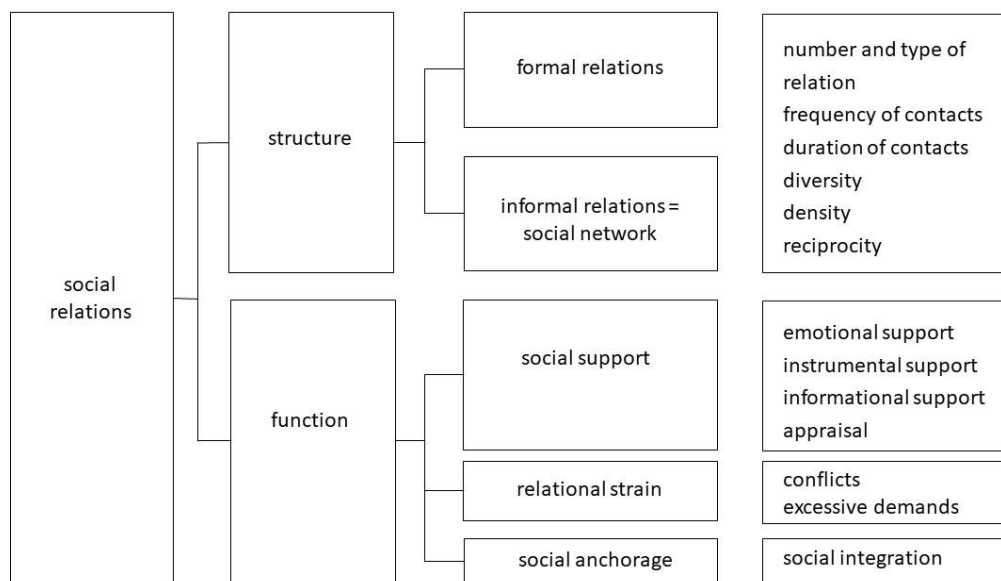 social
relations
structure
function
formal relations
informal relations =
social network
social support
relational strain
social anchorage
number and type of
relation
frequency of contacts
duration of contacts
diversity
density
reciprocity
emotional support
instrumental support
informational support
appraisal
conflicts
excessive demands
social integration